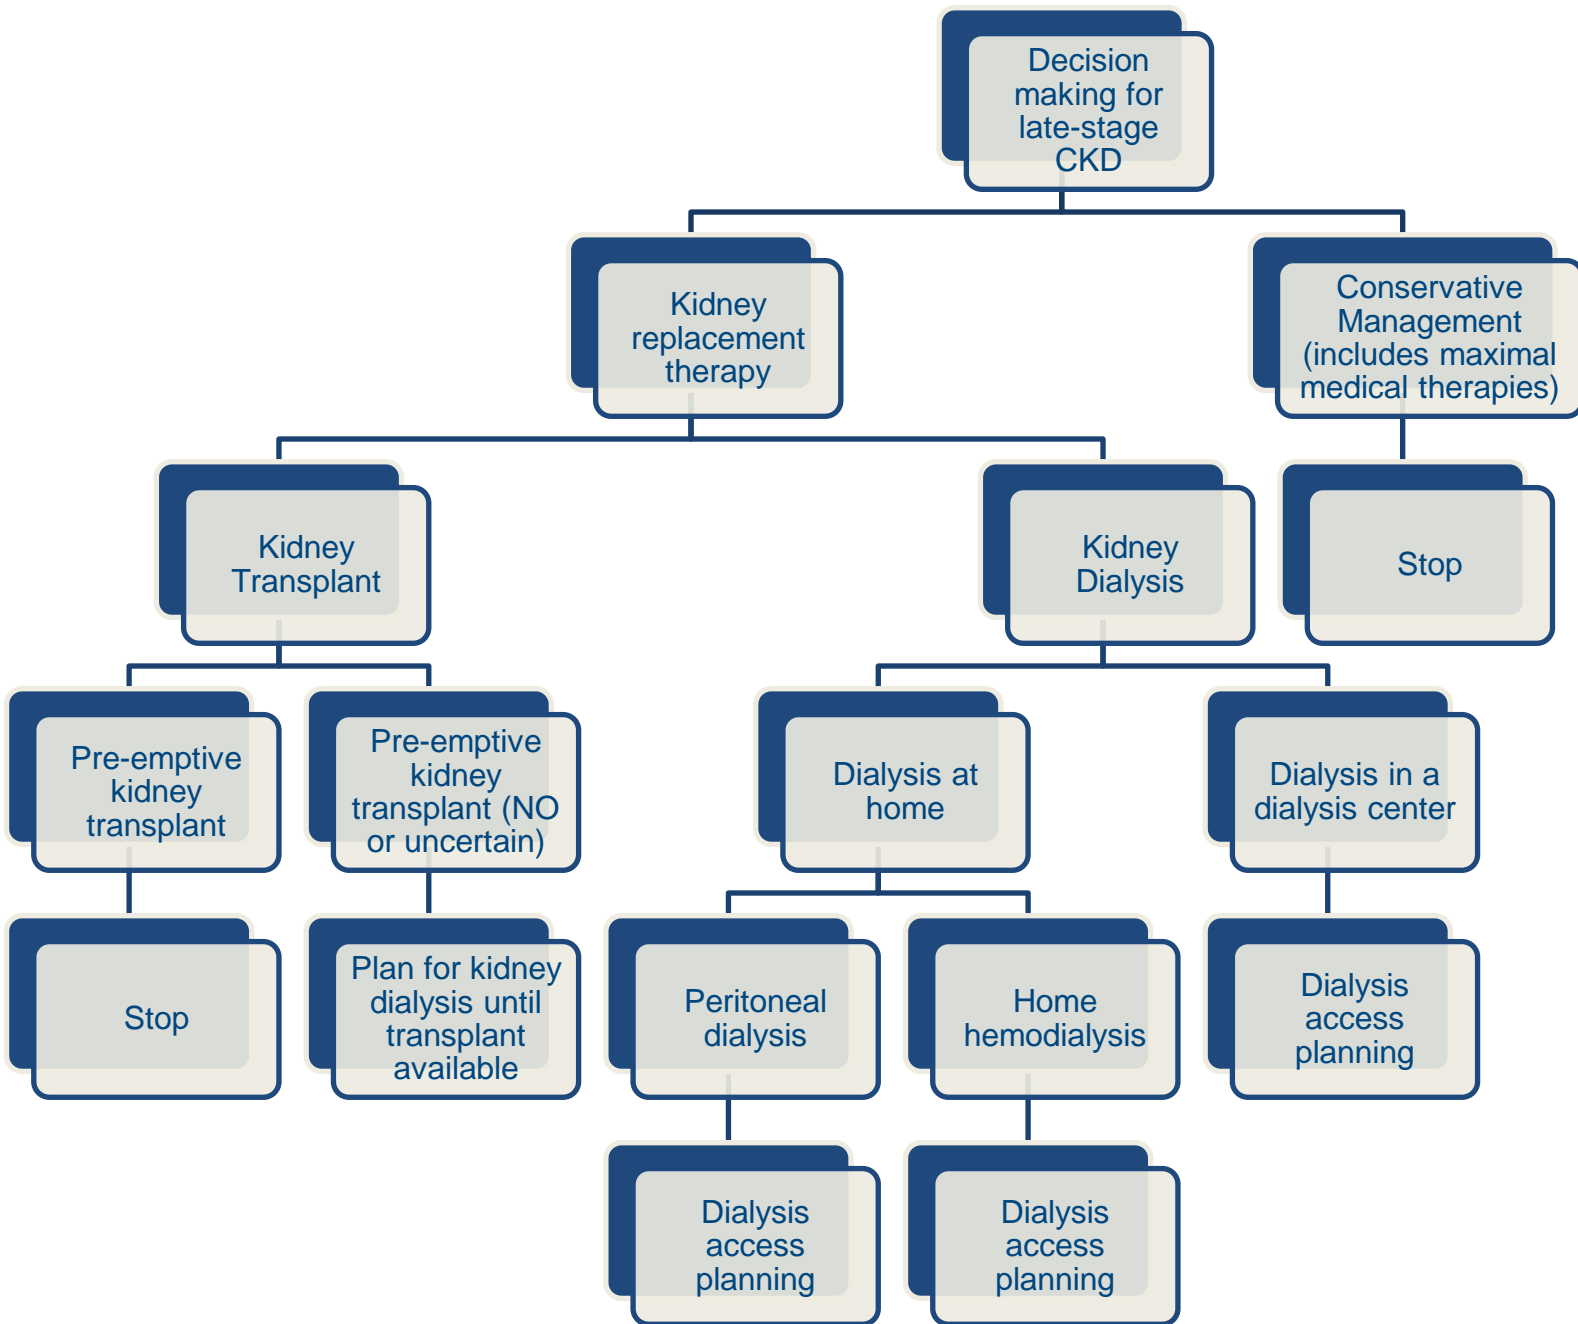 Decision
making for
late-stage
CKD
Kidney
replacement
therapy
Conservative
Management
(includes maximal
medical therapies)
Kidney
Transplant
Kidney
Dialysis
Stop
Pre-emptive
kidney
transplant
Pre-emptive
kidney
transplant (NO
or uncertain)
Dialysis at
home
Dialysis in a
dialysis center
Stop
Plan for kidney
dialysis until
transplant
available
Peritoneal
dialysis
Home
hemodialysis
Dialysis
access
planning
Dialysis
access
planning
Dialysis
access
planning